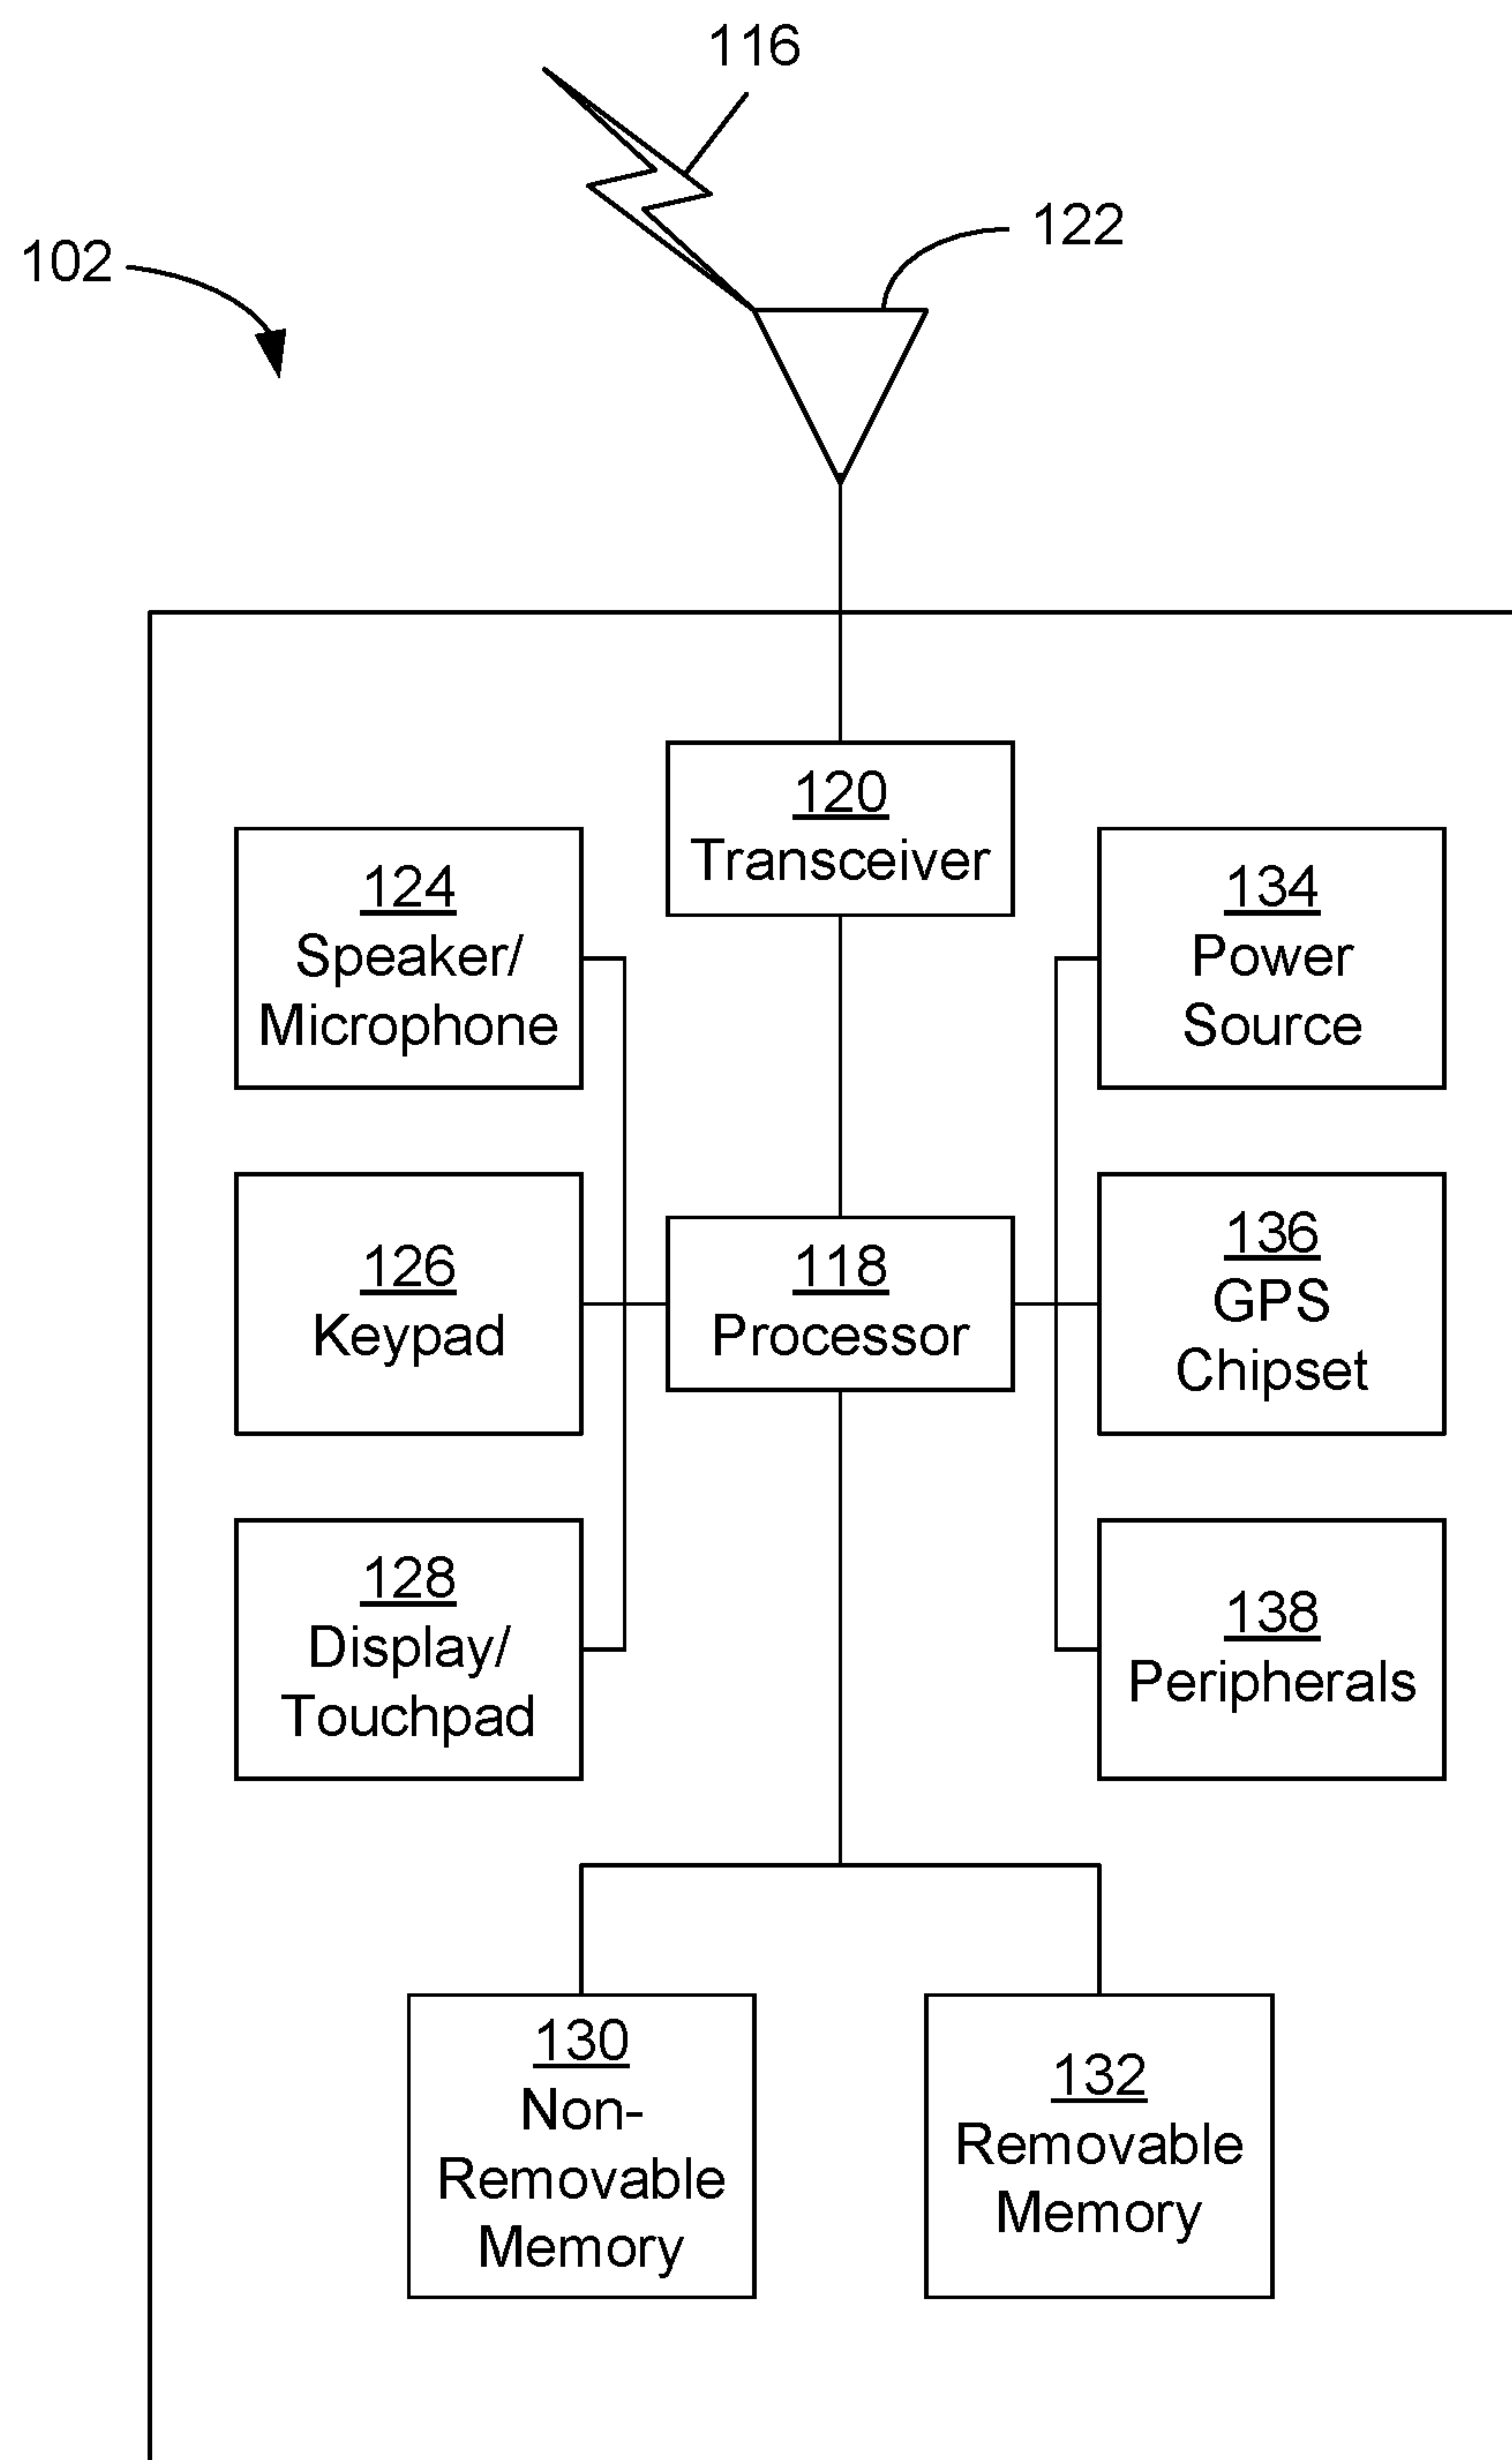 116
122
102
120
Transceiver
124
Speaker/
Microphone
134
Power
Source
126
Keypad
118
Processor
136
GPS
Chipset
128
Display/
Touchpad
138
Peripherals
130
Non-
Removable
Memory
132
Removable
Memory